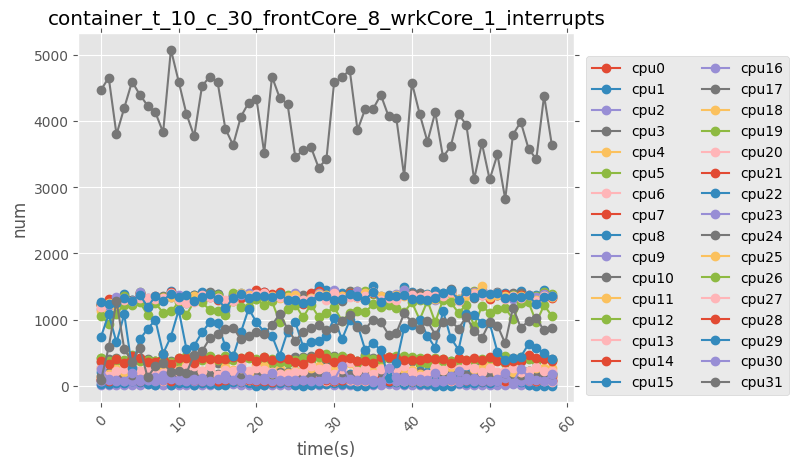 container_t_10_c_30_frontCore_8_wrkCore_1_interrupts
5000
4000
3000
2000
1000
0
num
0
10
20
30
40
50
60
time(s)
cpu0
cpu1
cpu2
cpu3
cpu4
cpu5
cpu6
cpu7
cpu8
cpu9
cpu10
cpu11
cpu12
cpu13
cpu14
cpu15
cpu16
cpu17
cpu18
cpu19
cpu20
cpu21
cpu22
cpu23
cpu24
cpu25
cpu26
cpu27
cpu28
cpu29
cpu30
cpu31